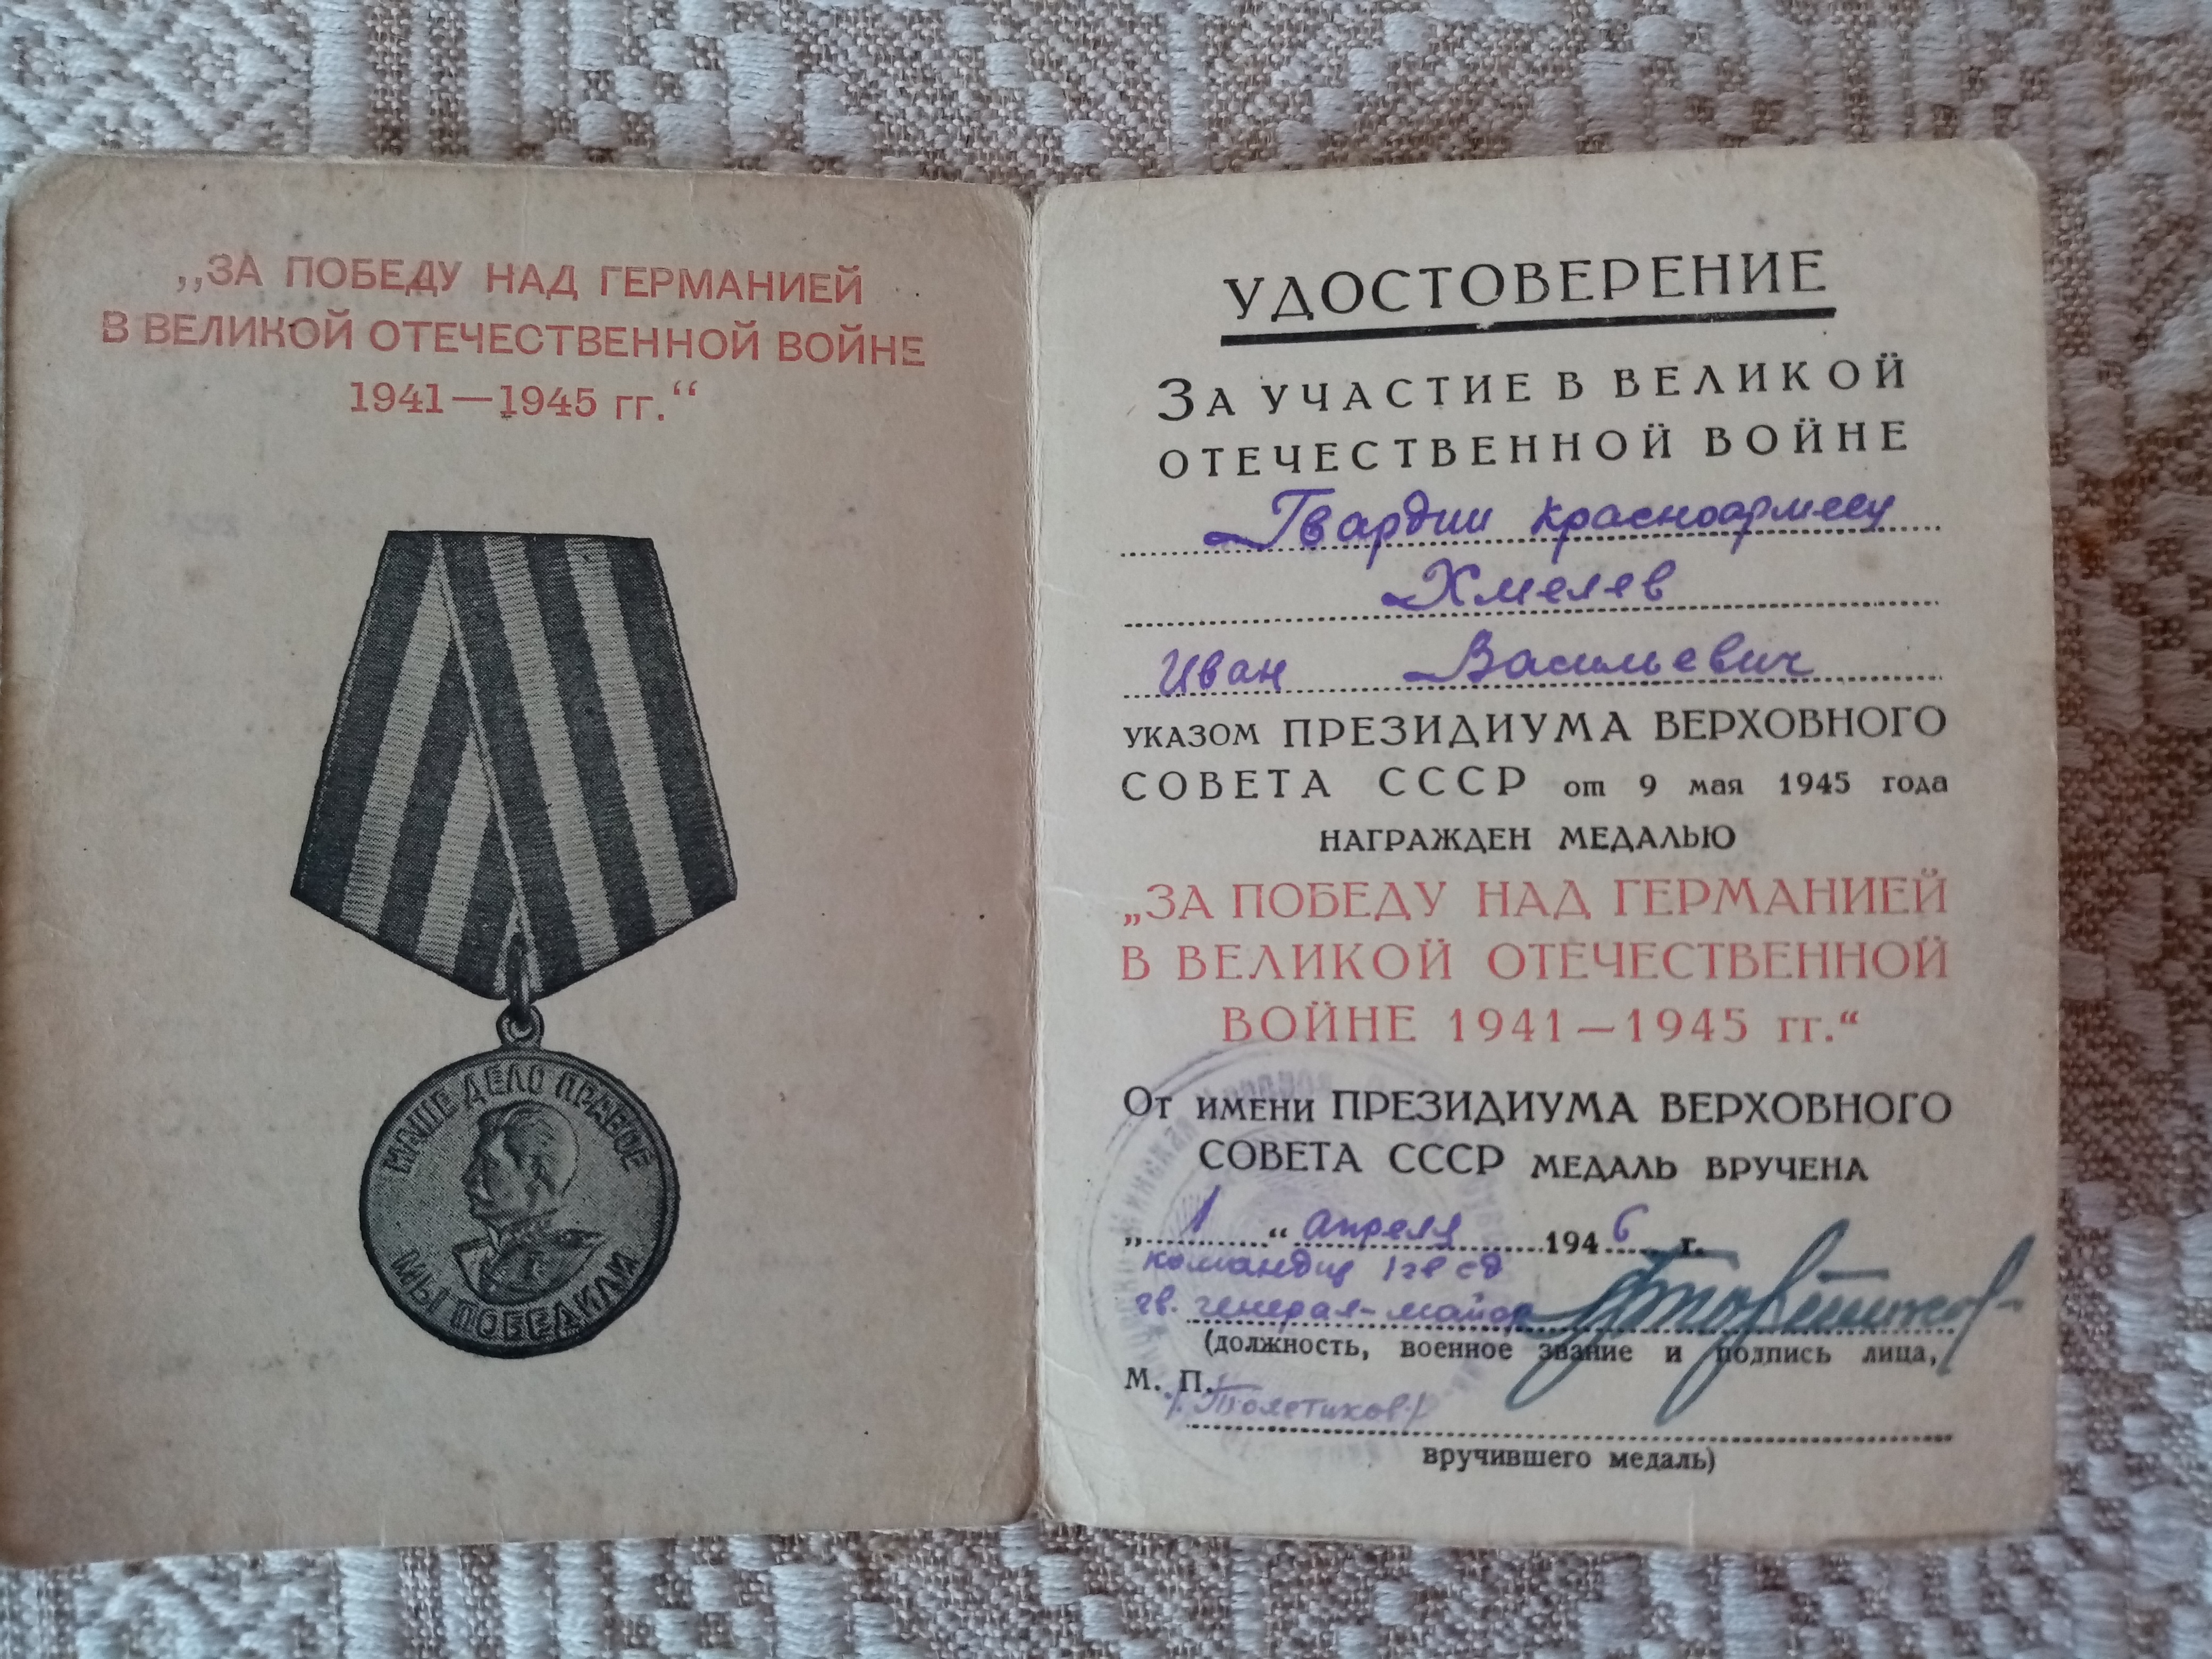 „ЗА ПОБЕДУ НАД ГЕРМАНИЕЙ
В ВЕЛИКОЙ ОТЕЧЕСТВЕННОЙ ВОЙНЕ
1941—1945 гг.“
НАШЕ ДЕЛО ПРАВОЕ
МЫ ПОБЕДИЛИ
УДОСТОВЕРЕНИЕ
ЗА УЧАСТИЕ В ВЕЛИКОЙ
ОТЕЧЕСТВЕННОЙ ВОЙНЕ
Гвардии красноармеец
Хмелев
Иван Васильевич
УКАЗОМ ПРЕЗИДИУМА ВЕРХОВНОГО
СОВЕТА СССР от 9 мая 1945 года
НАГРАЖДЕН МЕДАЛЬЮ
„ЗА ПОБЕДУ НАД ГЕРМАНИЕЙ
В ВЕЛИКОЙ ОТЕЧЕСТВЕННОЙ
ВОЙНЕ 1941—1945 гг.“
ОТ ИМЕНИ ПРЕЗИДИУМА ВЕРХОВНОГО
СОВЕТА СССР МЕДАЛЬ ВРУЧЕНА
„ 1 “ апреля 1946 г.
командир 1 гв сд
гв. генерал-майор
(должность, военное звание и подпись лица,
М. П.
/Толстиков/
вручившего медаль)